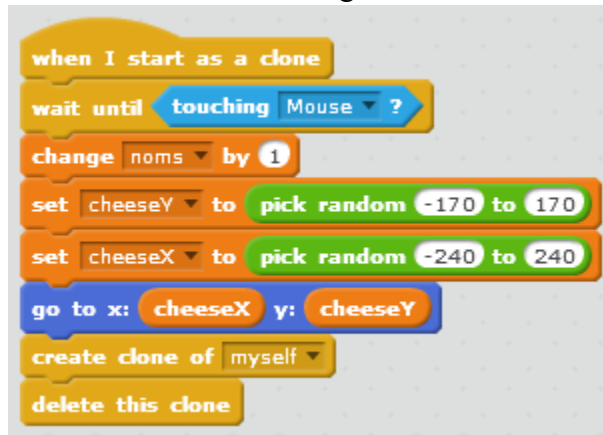 when I start as a clone
wait until touching Mouse ?
change noms by 1
set cheeseY to pick random -170 to 170
set cheeseX to pick random -240 to 240
go to x: cheeseX y: cheeseY
create clone of myself
delete this clone